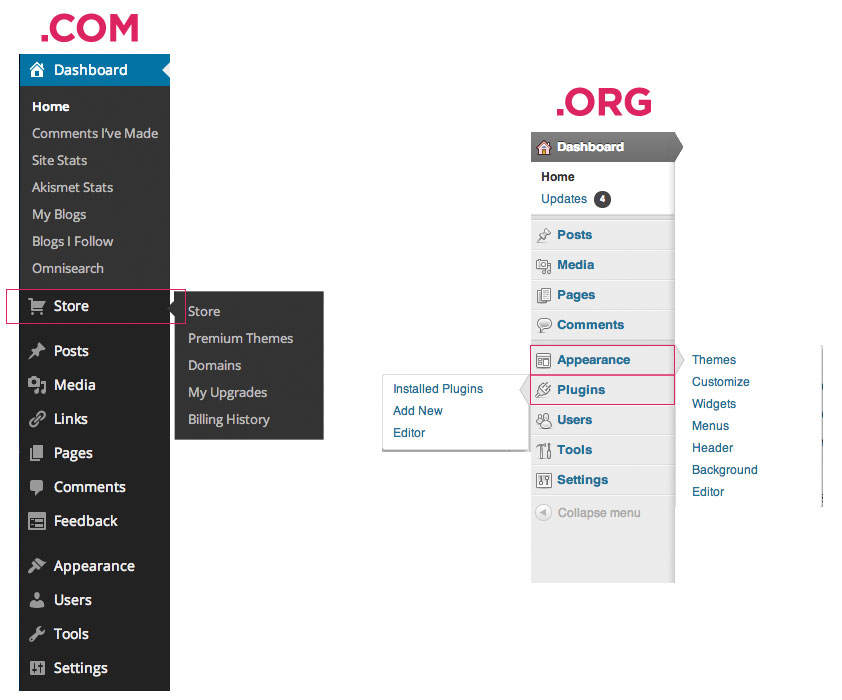 .COM
Dashboard
Home
Comments I've Made
Site Stats
Akismet Stats
My Blogs
Blogs I Follow
Omnisearch
Store
Store
Premium Themes
Domains
My Upgrades
Billing History
Posts
Media
Links
Pages
Comments
Feedback
Appearance
Users
Tools
Settings
.ORG
Dashboard
Home
Updates 4
Posts
Media
Pages
Comments
Appearance
Themes
Customize
Widgets
Menus
Header
Background
Editor
Plugins
Installed Plugins
Add New
Editor
Users
Tools
Settings
Collapse menu